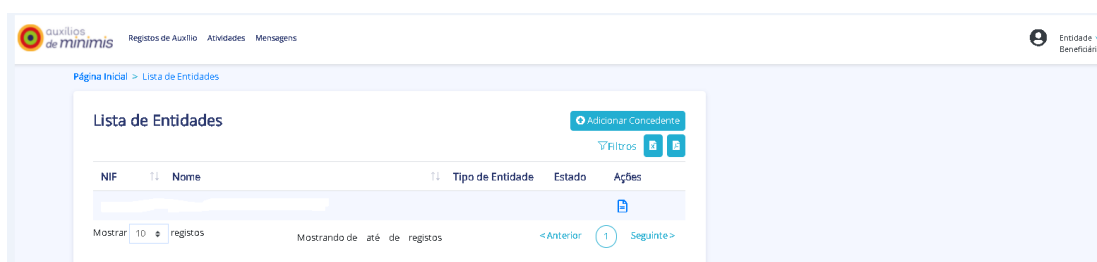 auxílios
de mínimis
Registos de Auxílio Atividades Mensagens
Entidade
Beneficiári
Página Inicial > Lista de Entidades
Lista de Entidades
Adicionar Concedente
Filtros
NIF Nome Tipo de Entidade Estado Ações
Mostrar 10 registos
Mostrando de até de registos
<Anterior 1 Seguinte>